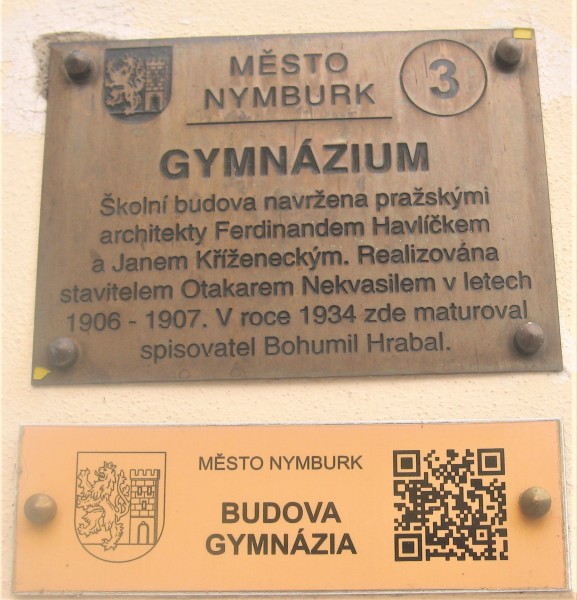 MĚSTO
NYMBURK
3
GYMNÁZIUM
Školní budova navržena pražskými
architekty Ferdinandem Havlíčkem
a Janem Kříženeckým. Realizována
stavitelem Otakarem Nekvasilem v letech
1906 - 1907. V roce 1934 zde maturoval
spisovatel Bohumil Hrabal.
MĚSTO NYMBURK
BUDOVA
GYMNÁZIA